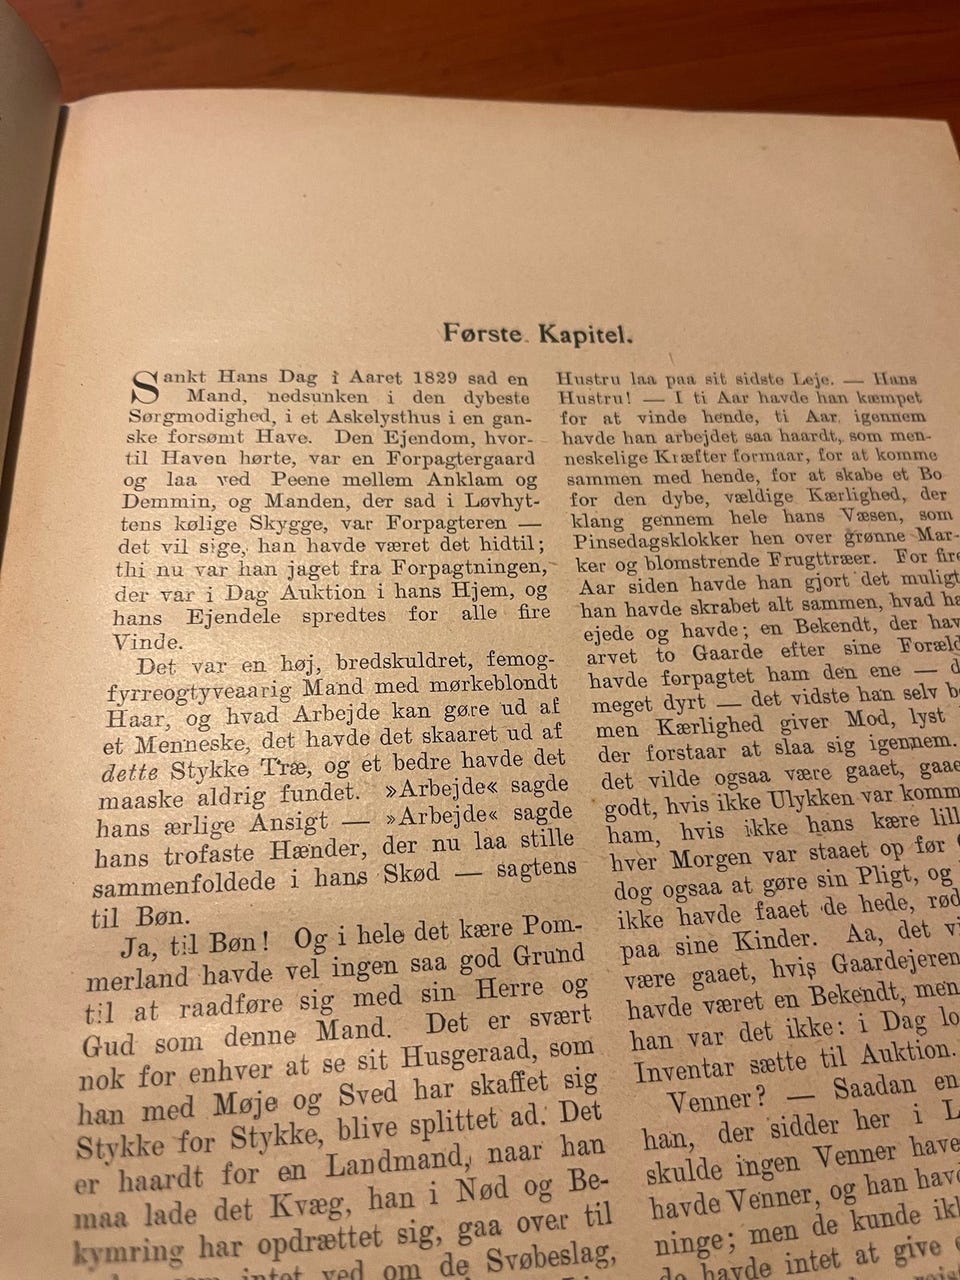 Første Kapitel.
Sankt Hans Dag i Aaret 1829 sad en
Mand, nedsunken i den dybeste
Sørgmodighed, i et Askelysthus i en gan-
ske forsømt Have. Den Ejendom, hvor-
til Haven hørte, var en Forpagtergaard
og laa ved Peene mellem Anklam og
Demmin, og Manden, der sad i Løvhyt-
tens kølige Skygge, var Forpagteren —
det vil sige, han havde været det hidtil;
thi nu var han jaget fra Forpagtningen,
der var i Dag Auktion i hans Hjem, og
hans Ejendele spredtes for alle fire
Vinde.
Det var en høj, bredskuldret, femog-
fyrreogtyveaarig Mand med mørkeblondt
Haar, og hvad Arbejde kan gøre ud af
et Menneske, det havde det skaaret ud af
dette Stykke Træ, og et bedre havde det
maaske aldrig fundet. »Arbejde« sagde
hans ærlige Ansigt — »Arbejde« sagde
hans trofaste Hænder, der nu laa stille
sammenfoldede i hans Skød — sagtens
til Bøn.
Ja, til Bøn! Og i hele det kære Pom-
merland havde vel ingen saa god Grund
til at raadføre sig med sin Herre og
Gud som denne Mand. Det er svært
nok for enhver at se sit Husgeraad, som
han med Møje og Sved har skaffet sig
Stykke for Stykke, blive splittet ad. Det
er haardt for en Landmand, naar han
maa lade det Kvæg, han i Nød og Be-
kymring har opdrættet sig, gaa over til
intet ved om de Svøbeslag,
Hustru laa paa sit sidste Leje. — Hans
Hustru! — I ti Aar havde han kæmpet
for at vinde hende, ti Aar igennem
havde han arbejdet saa haardt, som men-
neskelige Kræfter formaar, for at komme
sammen med hende, for at skabe et Bo
for den dybe, vældige Kærlighed, der
klang gennem hele hans Væsen, som
Pinsedagsklokker hen over grønne Mar-
ker og blomstrende Frugttræer. For fire
Aar siden havde han gjort det muligt
han havde skrabet alt sammen, hvad ha
ejede og havde; en Bekendt, der hav
arvet to Gaarde efter sine Foræld
havde forpagtet ham den ene — d
meget dyrt — det vidste han selv b
men Kærlighed giver Mod, lyst
der forstaar at slaa sig igennem.
det vilde ogsaa være gaaet, gaae
godt, hvis ikke Ulykken var komm
ham, hvis ikke hans kære lill
hver Morgen var staaet op før
dog ogsaa at gøre sin Pligt, og
ikke havde faaet de hede, rød
paa sine Kinder. Aa, det v
være gaaet, hvis Gaardejeren
havde været en Bekendt, men
han var det ikke: i Dag lo
Inventar sætte til Auktion.
Venner? — Saadan en
han, der sidder her i L
skulde ingen Venner have
havde Venner, og han hav
ninge; men de kunde ik
havde intet at give